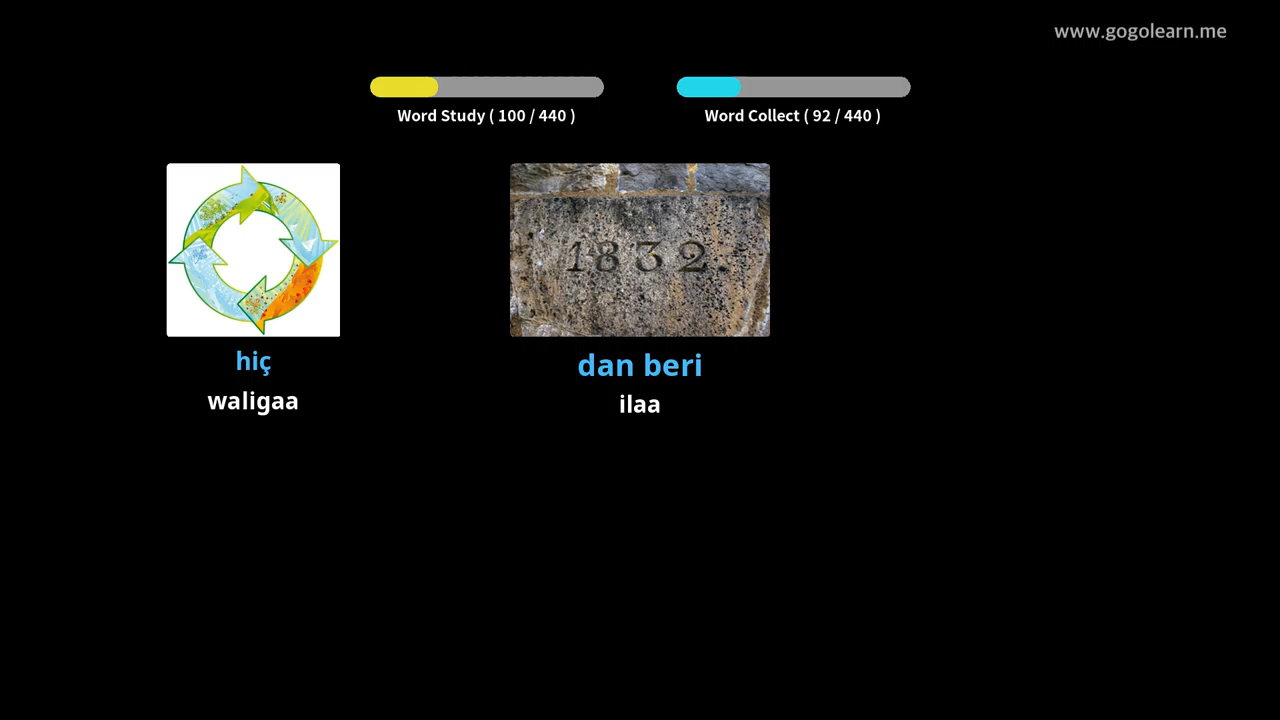 www.gogolearn.me
Word Study ( 100 / 440 )
Word Collect ( 92 / 440 )
1832.
hiç
dan beri
waligaa
ilaa